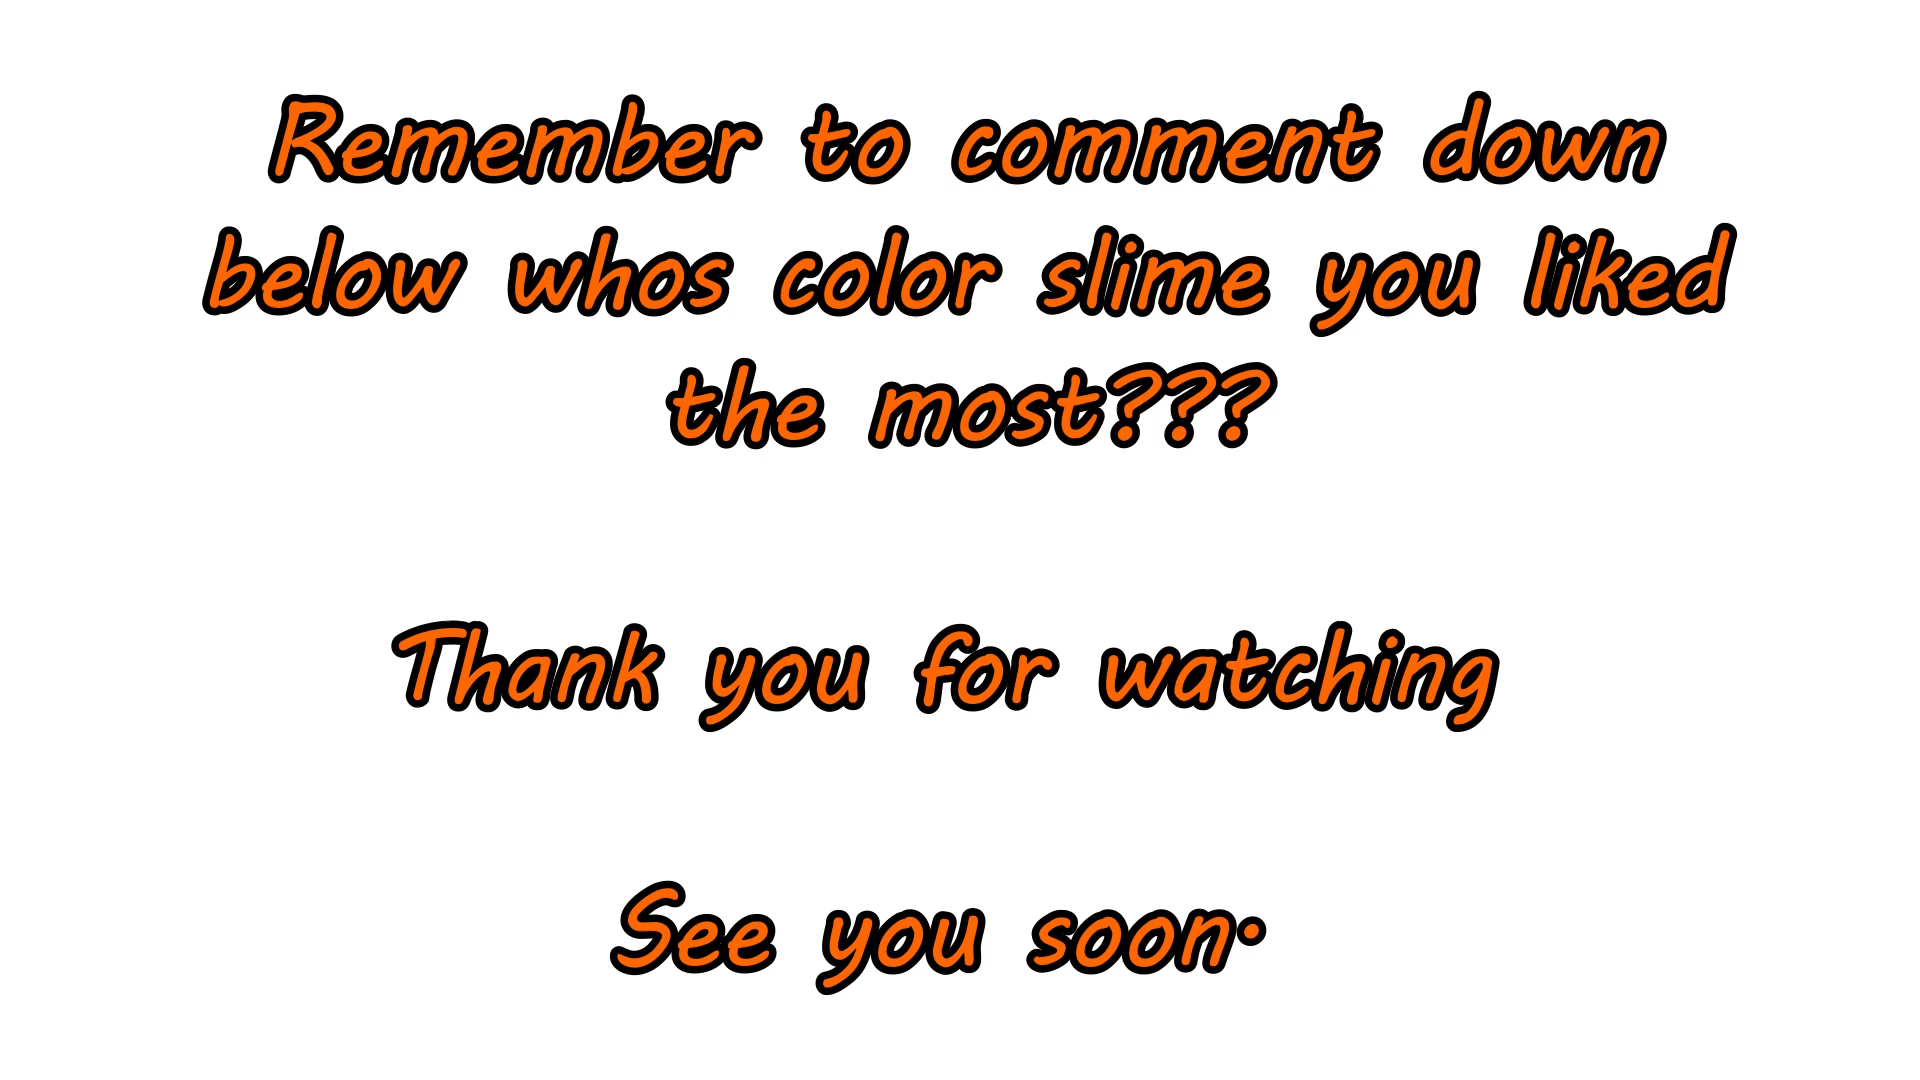 Remember to comment down
below whos color slime you liked
the most???
Thank you for watching
See you soon·